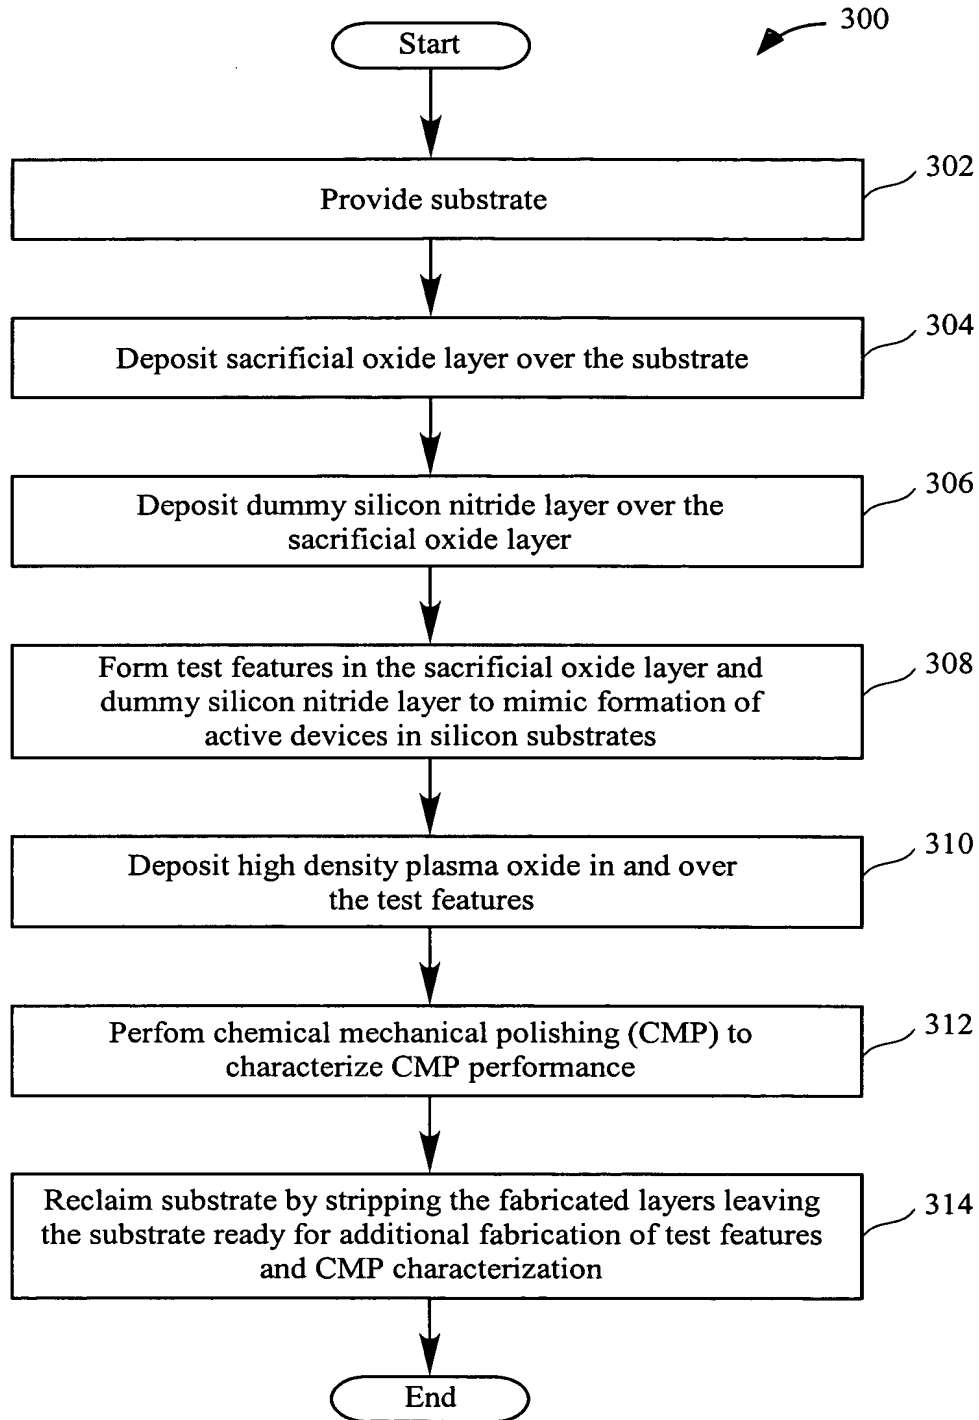 300
Start
302
Provide substrate
304
Deposit sacrificial oxide layer over the substrate
306
Deposit dummy silicon nitride layer over the
sacrificial oxide layer
308
Form test features in the sacrificial oxide layer and
dummy silicon nitride layer to mimic formation of
active devices in silicon substrates
310
Deposit high density plasma oxide in and over
the test features
312
Perfom chemical mechanical polishing (CMP) to
characterize CMP performance
314
Reclaim substrate by stripping the fabricated layers leaving
the substrate ready for additional fabrication of test features
and CMP characterization
End